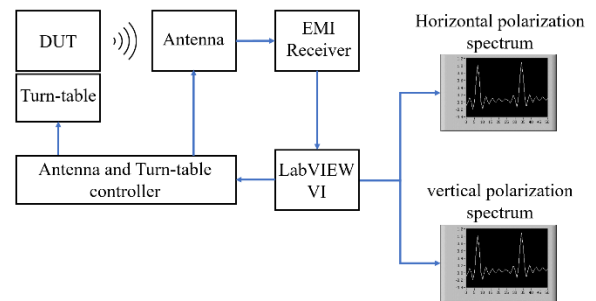 DUT
Antenna
EMI
Receiver
Horizontal polarization
spectrum
Turn-table
Antenna and Turn-table
controller
LabVIEW
VI
vertical polarization
spectrum